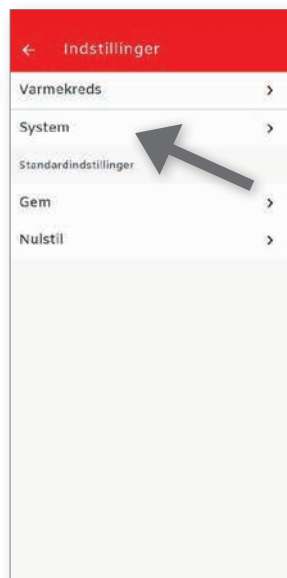 Indstillinger
Varmekreds
System
Standardindstillinger
Gem
Nulstil